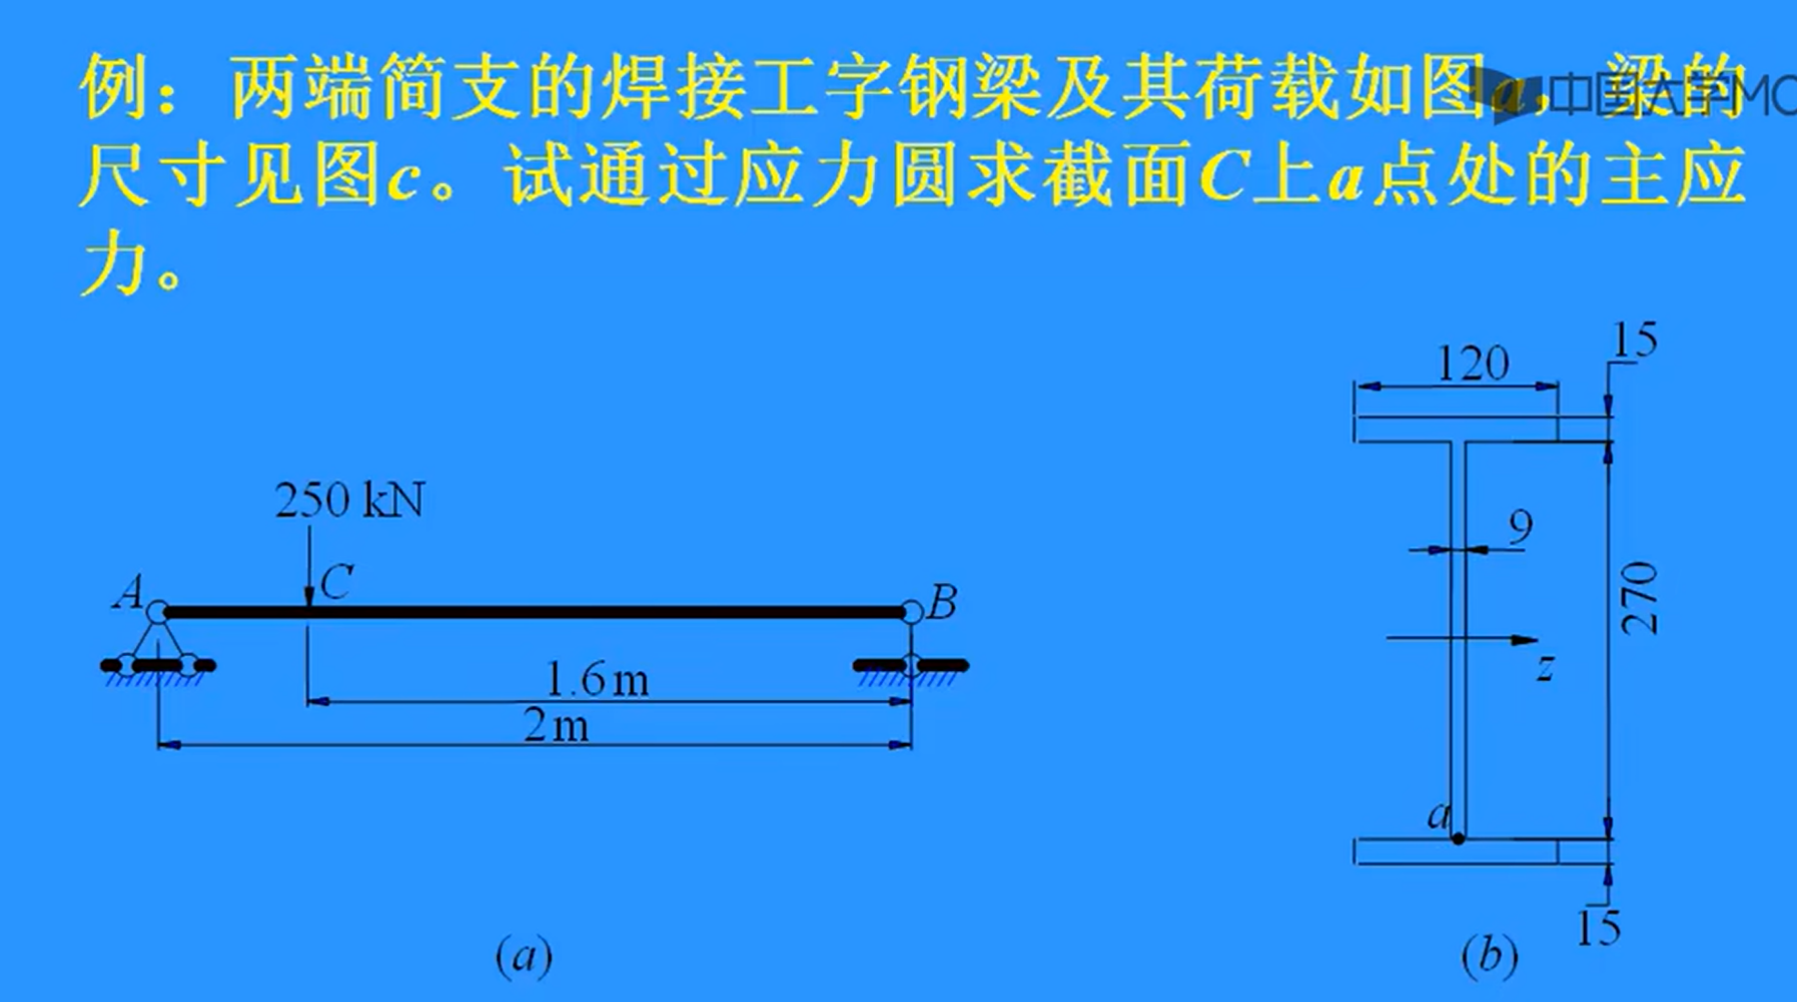 例：两端简支的焊接工字钢梁及其荷载如图a，梁的
中国大学MO
尺寸见图c。试通过应力圆求截面C上a点处的主应
力。
15
120
250 kN
9
A
C
B
270
z
1.6 m
2 m
a
15
(a)
(b)